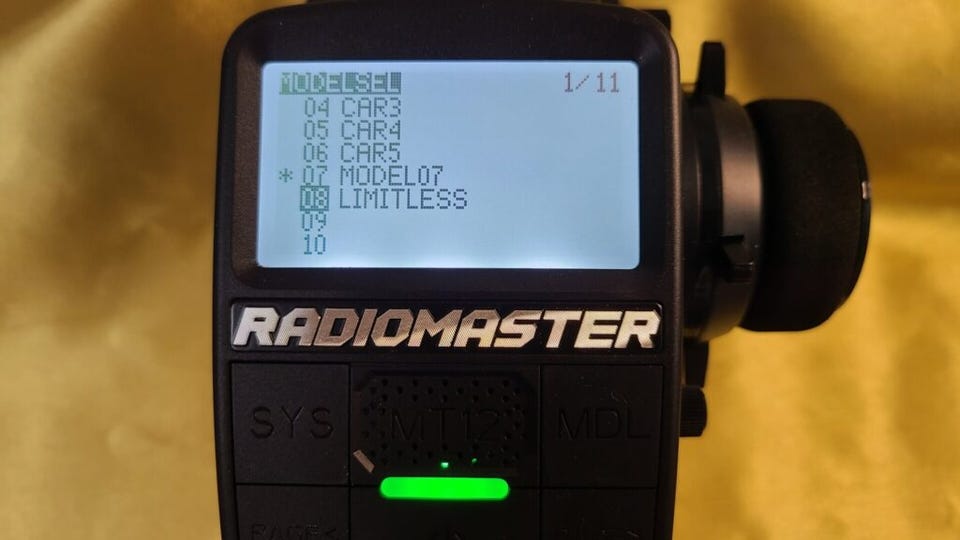 MODELSEL 1/11
04 CAR3
05 CAR4
06 CAR5
* 07 MODEL07
08 LIMITLESS
09
10
RADIOMASTER
SYS MT12 MDL